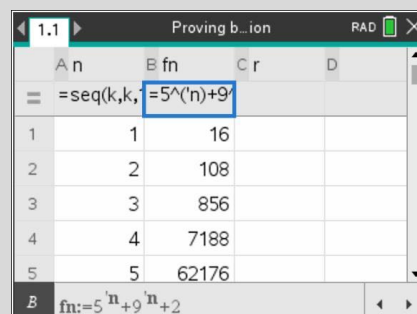 1.1 Proving b...ion RAD
A n B fn C r D
= =seq(k,k,1 =5^('n)+9^
1 1 16
2 2 108
3 3 856
4 4 7188
5 5 62176
B fn:=5'ⁿ+9'ⁿ+2